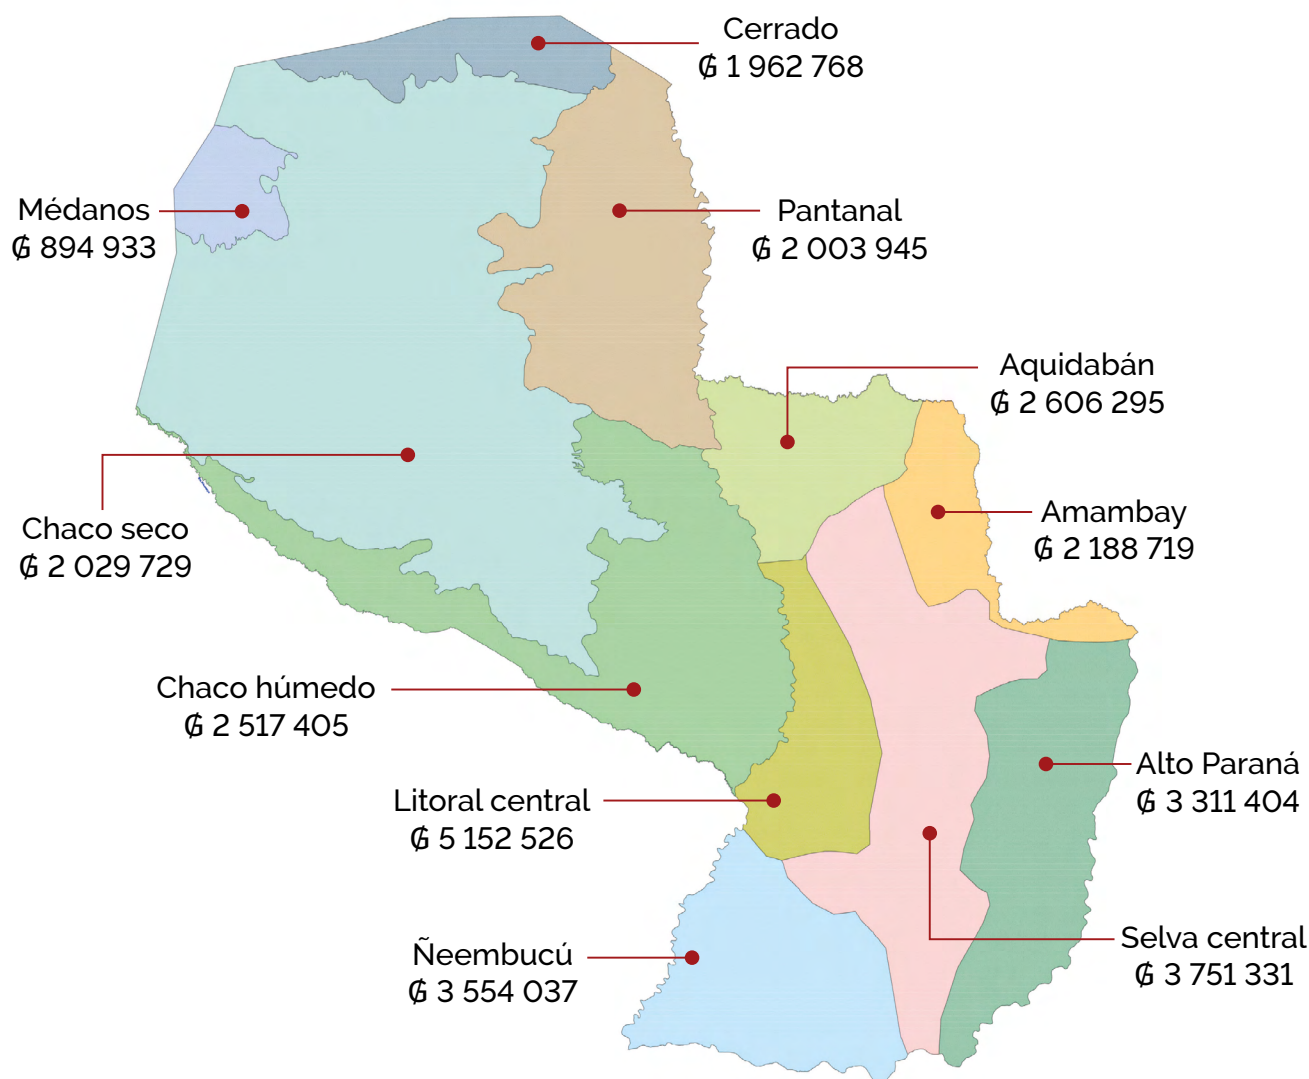 Cerrado
₲ 1 962 768
Médanos
₲ 894 933
Pantanal
₲ 2 003 945
Aquidabán
₲ 2 606 295
Chaco seco
₲ 2 029 729
Amambay
₲ 2 188 719
Chaco húmedo
₲ 2 517 405
Alto Paraná
₲ 3 311 404
Litoral central
₲ 5 152 526
Selva central
₲ 3 751 331
Ñeembucú
₲ 3 554 037